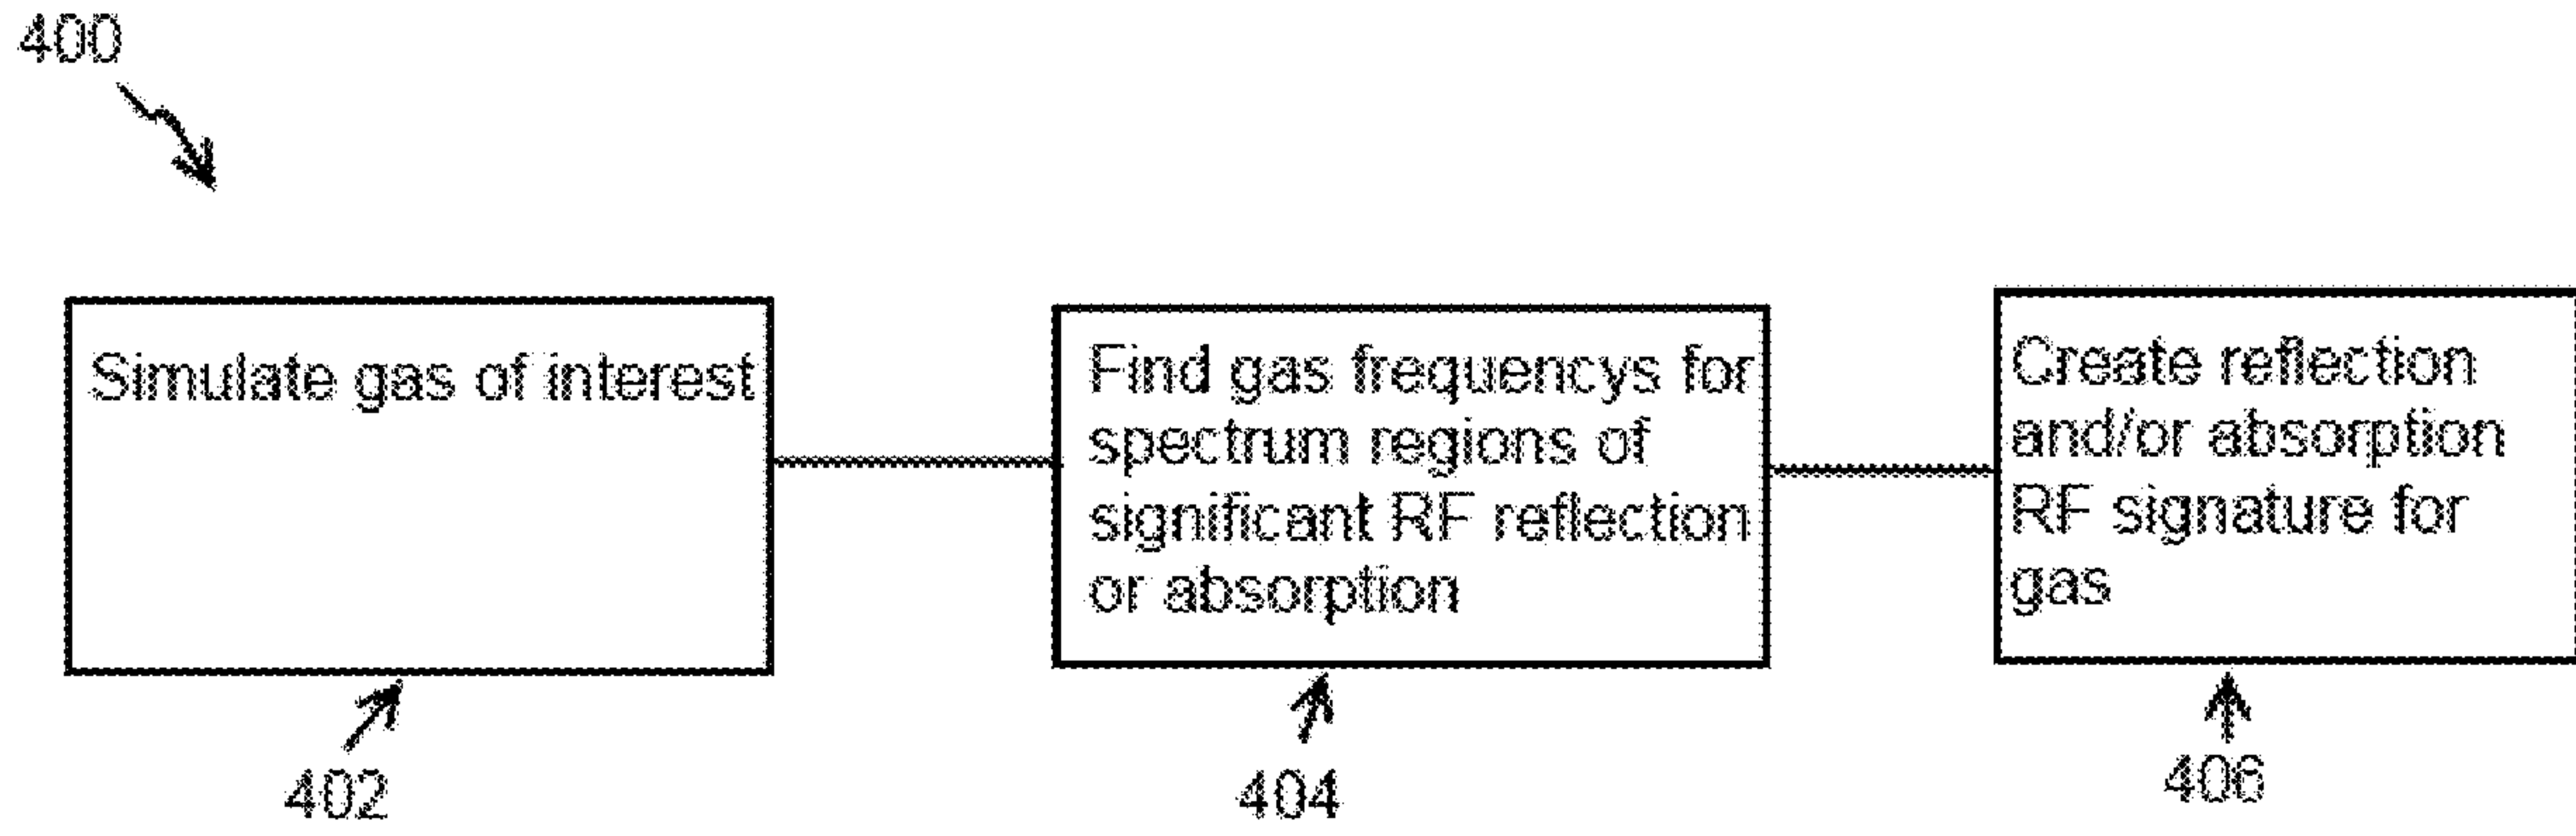 400
Simulate gas of interest
Find gas frequencys for
spectrum regions of
significant RF reflection
or absorption
Create reflection
and/or absorption
RF signature for
gas
402
404
406